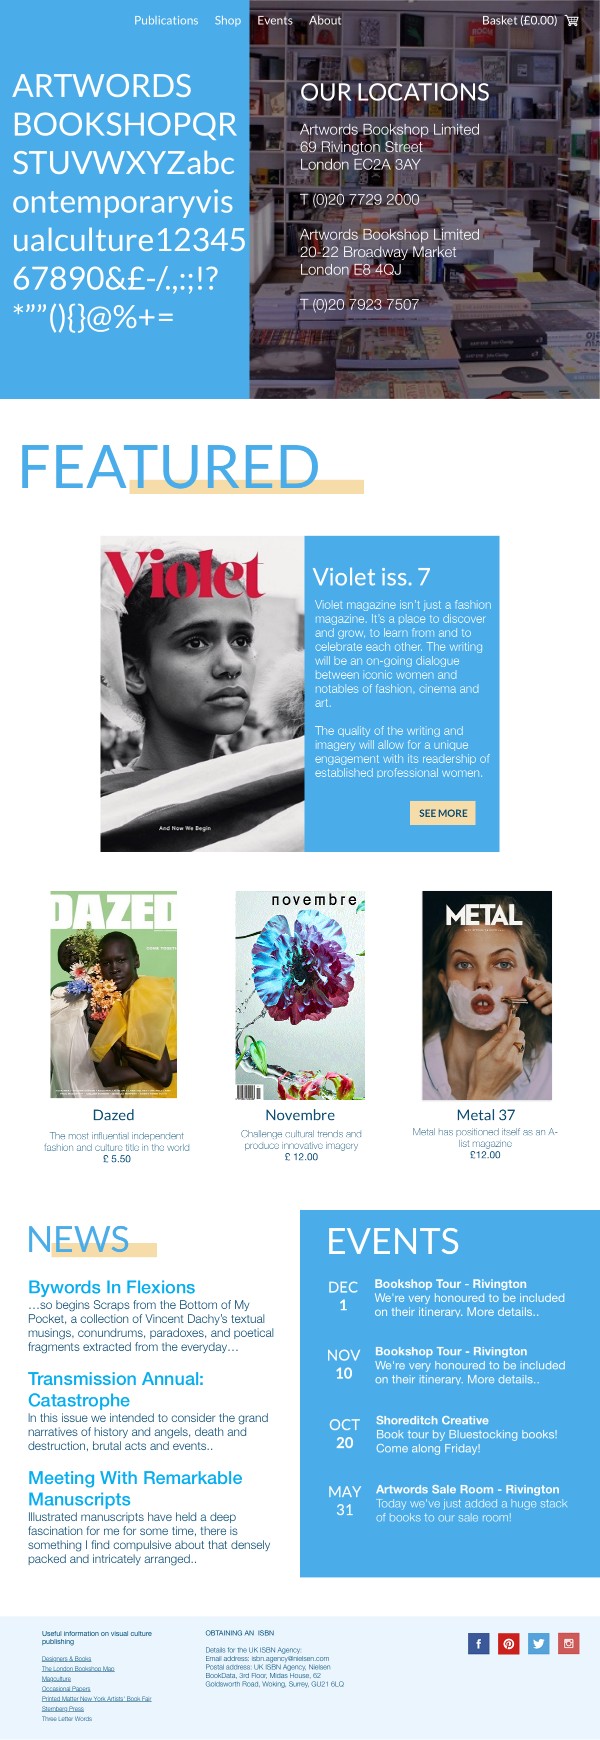 Publications Shop Events About Basket (£0.00)
ARTWORDS
BOOKSHOPQR
STUVWXYZabc
ontemporaryvis
ualculture12345
67890&£-/.,:;!?
*””(){}@%+=
OUR LOCATIONS
Artwords Bookshop Limited
69 Rivington Street
London EC2A 3AY
T (0)20 7729 2000
Artwords Bookshop Limited
20-22 Broadway Market
London E8 4QJ
T (0)20 7923 7507
FEATURED
Violet
And Now We Begin
Violet iss. 7
Violet magazine isn't just a fashion
magazine. It's a place to discover
and grow, to learn from and to
celebrate each other. The writing
will be an on-going dialogue
between iconic women and
notables of fashion, cinema and
art.
The quality of the writing and
imagery will allow for a unique
engagement with its readership of
established professional women.
SEE MORE
DAZED
novembre
METAL
Dazed
The most influential independent
fashion and culture title in the world
£ 5.50
Novembre
Challenge cultural trends and
produce innovative imagery
£ 12.00
Metal 37
Metal has positioned itself as an A-
list magazine
£12.00
NEWS
Bywords In Flexions
…so begins Scraps from the Bottom of My
Pocket, a collection of Vincent Dachy's textual
musings, conundrums, paradoxes, and poetical
fragments extracted from the everyday…
Transmission Annual:
Catastrophe
In this issue we intended to consider the grand
narratives of history and angels, death and
destruction, brutal acts and events..
Meeting With Remarkable
Manuscripts
Illustrated manuscripts have held a deep
fascination for me for some time, there is
something I find compulsive about that densely
packed and intricately arranged..
EVENTS
DEC
1
Bookshop Tour - Rivington
We're very honoured to be included
on their itinerary. More details..
NOV
10
Bookshop Tour - Rivington
We're very honoured to be included
on their itinerary. More details..
OCT
20
Shoreditch Creative
Book tour by Bluestocking books!
Come along Friday!
MAY
31
Artwords Sale Room - Rivington
Today we've just added a huge stack
of books to our sale room!
Useful information on visual culture
publishing
Designers & Books
The London Bookshop Map
Magculture
Occasional Papers
Printed Matter New York Artists' Book Fair
Sternberg Press
Three Letter Words
OBTAINING AN ISBN
Details for the UK ISBN Agency:
Email address: isbn.agency@nielsen.com
Postal address: UK ISBN Agency, Nielsen
BookData, 3rd Floor, Midas House, 62
Goldsworth Road, Woking, Surrey, GU21 6LQ